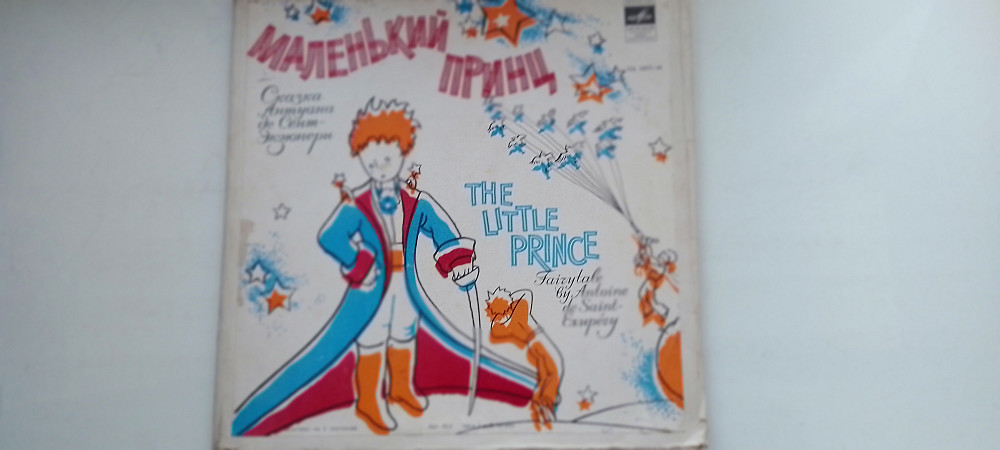 МАЛЕНЬКИЙ
ПРИНЦ
Сказка
Антуана
де Сент-
Экзюпери
THE
LITTLE
PRINCE
Fairytale
by Antoine
de Saint-
Exupéry